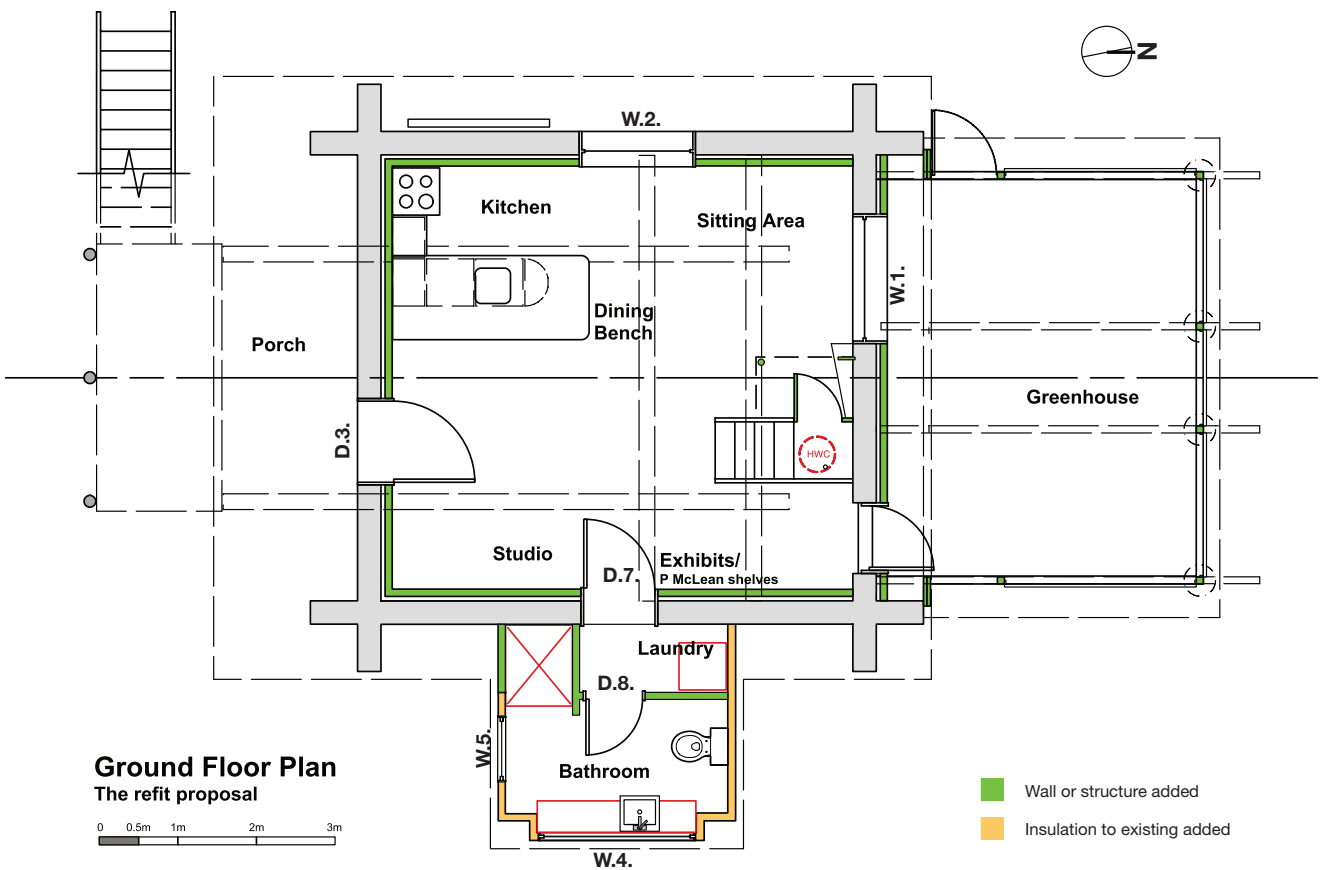 N
W.2.
Kitchen
Sitting Area
W.1.
Dining
Bench
Porch
Greenhouse
D.3.
HWC
Studio
Exhibits/
P McLean shelves
D.7.
Laundry
D.8.
W.5.
Bathroom
W.4.
Ground Floor Plan
The refit proposal
0 0.5m 1m 2m 3m
Wall or structure added
Insulation to existing added